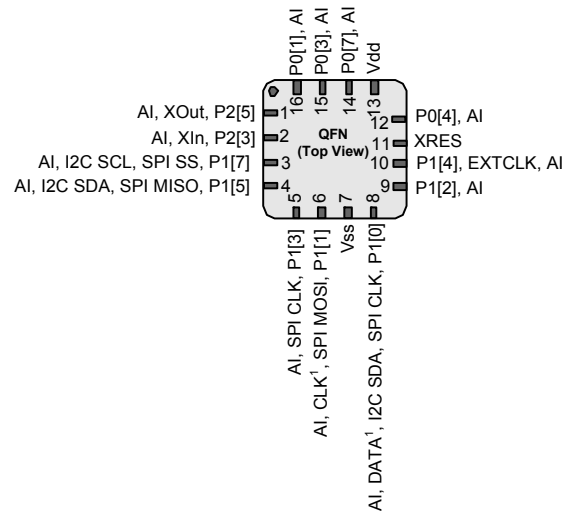 P0[1], AI
P0[3], AI
P0[7], AI
Vdd
16
15
14
13
AI, XOut, P2[5]
1
AI, XIn, P2[3]
2
AI, I2C SCL, SPI SS, P1[7]
3
AI, I2C SDA, SPI MISO, P1[5]
4
QFN
(Top View)
12
P0[4], AI
11
XRES
10
P1[4], EXTCLK, AI
9
P1[2], AI
5
6
7
8
AI, SPI CLK, P1[3]
AI, CLK¹, SPI MOSI, P1[1]
Vss
AI, DATA¹, I2C SDA, SPI CLK, P1[0]